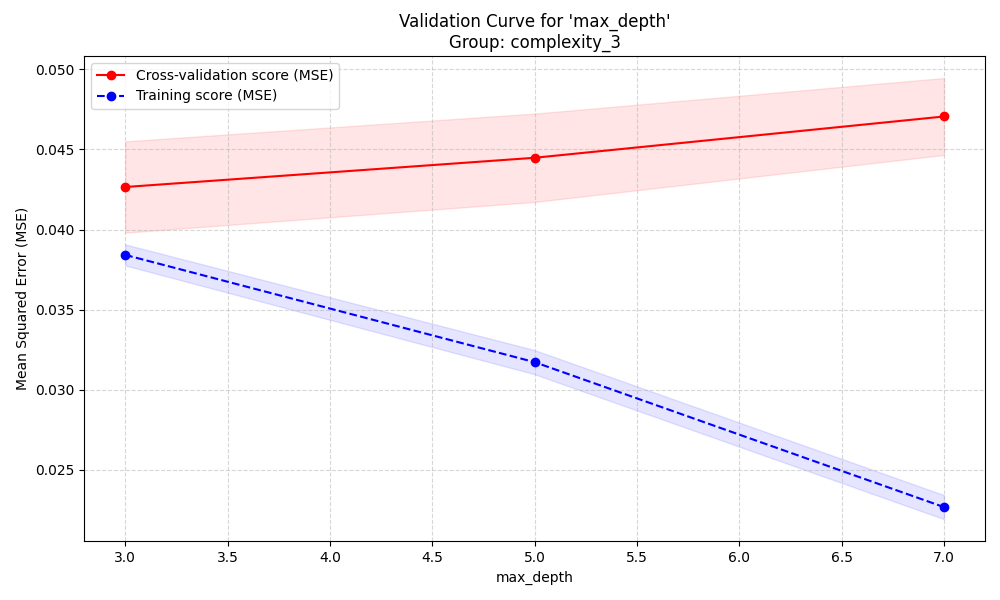 Validation Curve for 'max_depth'
Group: complexity_3
Cross-validation score (MSE)
Training score (MSE)
Mean Squared Error (MSE)
0.050
0.045
0.040
0.035
0.030
0.025
3.0 3.5 4.0 4.5 5.0 5.5 6.0 6.5 7.0
max_depth